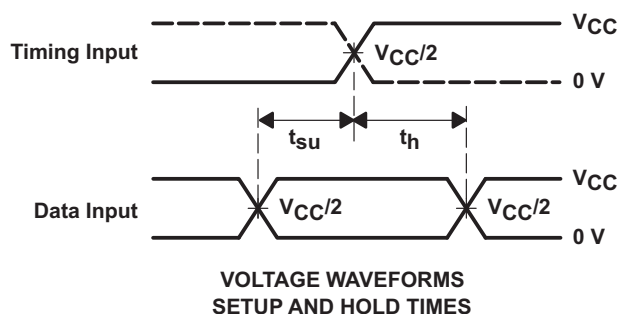 VCC
Timing Input
VCC/2
0 V
tsu
th
VCC
Data Input
VCC/2
VCC/2
0 V
VOLTAGE WAVEFORMS
SETUP AND HOLD TIMES